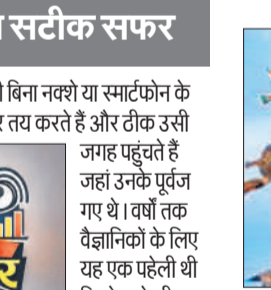 सटीक सफर
बिना नक्शे या स्मार्टफोन के
तय करते हैं और ठीक उसी
जगह पहुंचते हैं
जहां उनके पूर्वज
गए थे। वर्षों तक
वैज्ञानिकों के लिए
यह एक पहेली थी